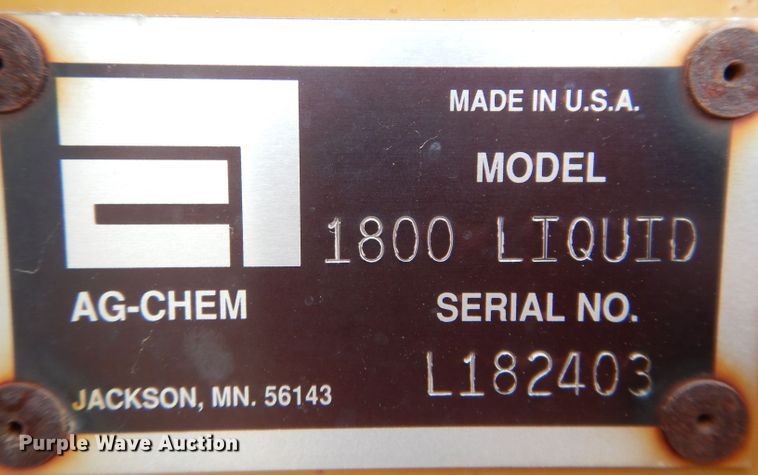 MADE IN U.S.A.
MODEL
1800 LIQUID
AG-CHEM
SERIAL NO.
L182403
JACKSON, MN. 56143
Purple Wave Auction